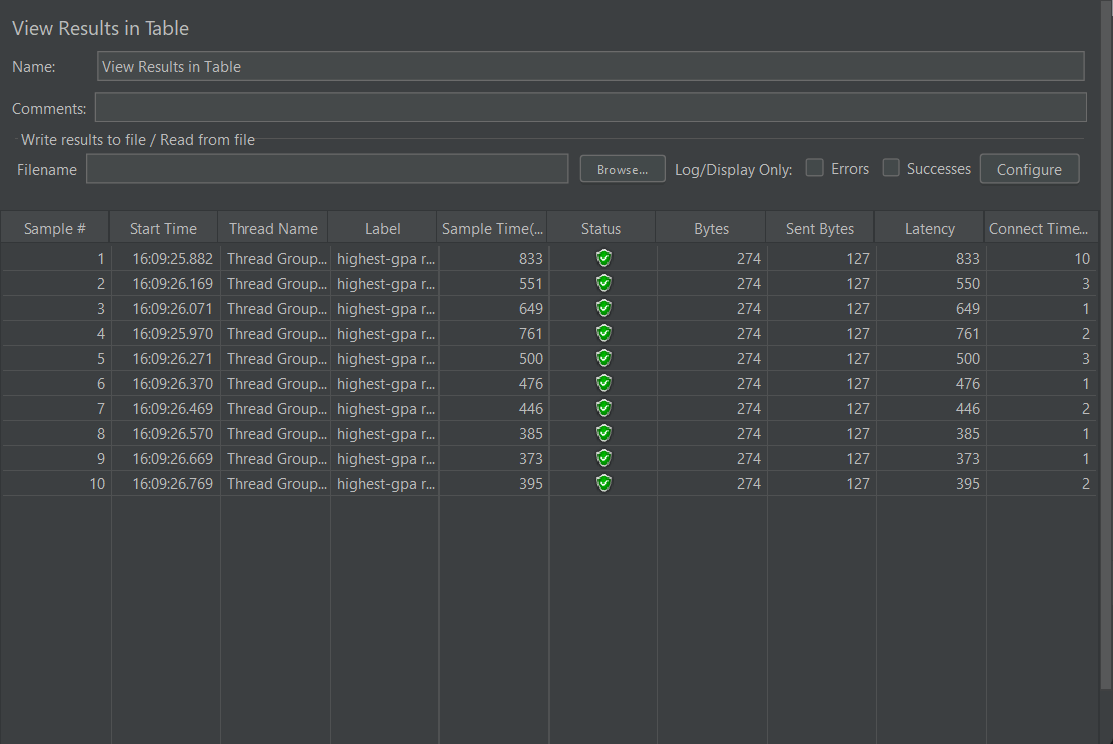 View Results in Table
Name: View Results in Table
Comments:
Write results to file / Read from file
Filename Browse... Log/Display Only: Errors Successes Configure
Sample # Start Time Thread Name Label Sample Time(... Status Bytes Sent Bytes Latency Connect Time...
1 16:09:25.882 Thread Group... highest-gpa r... 833 274 127 833 10
2 16:09:26.169 Thread Group... highest-gpa r... 551 274 127 550 3
3 16:09:26.071 Thread Group... highest-gpa r... 649 274 127 649 1
4 16:09:25.970 Thread Group... highest-gpa r... 761 274 127 761 2
5 16:09:26.271 Thread Group... highest-gpa r... 500 274 127 500 3
6 16:09:26.370 Thread Group... highest-gpa r... 476 274 127 476 1
7 16:09:26.469 Thread Group... highest-gpa r... 446 274 127 446 2
8 16:09:26.570 Thread Group... highest-gpa r... 385 274 127 385 1
9 16:09:26.669 Thread Group... highest-gpa r... 373 274 127 373 1
10 16:09:26.769 Thread Group... highest-gpa r... 395 274 127 395 2